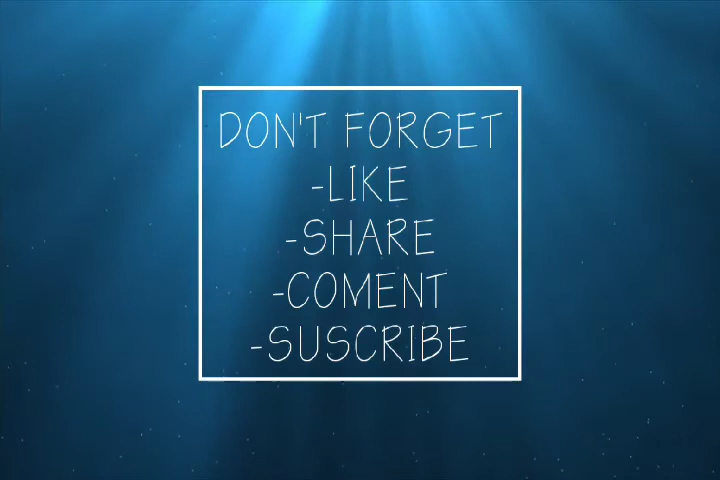 DON'T FORGET
-LIKE
-SHARE
-COMENT
-SUSCRIBE